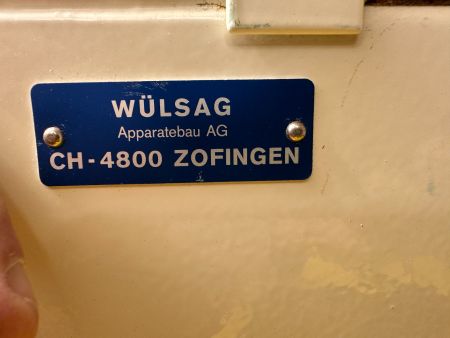 WÜLSAG
Apparatebau AG
CH-4800 ZOFINGEN